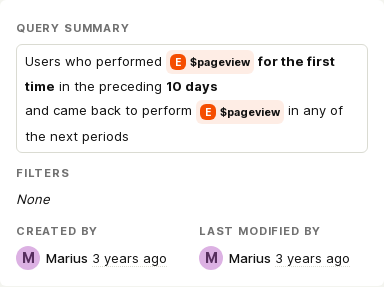 QUERY SUMMARY
Users who performed E $pageview for the first
time in the preceding 10 days
and came back to perform E $pageview in any of
the next periods
FILTERS
None
CREATED BY LAST MODIFIED BY
M Marius 3 years ago M Marius 3 years ago